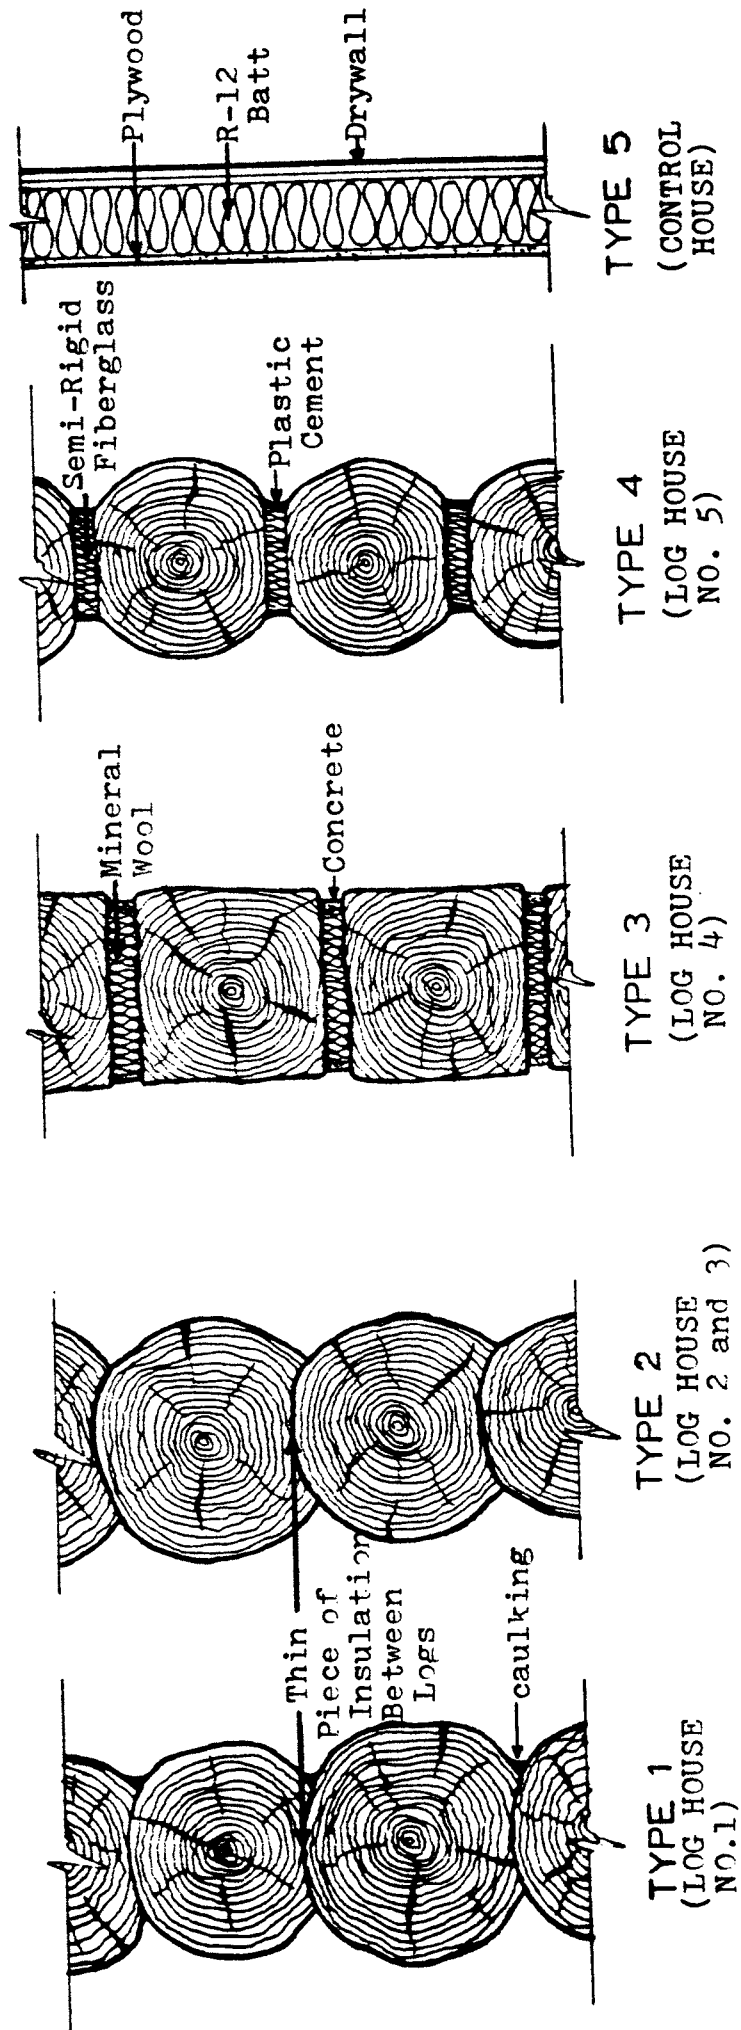 Thin
Piece of
Insulation
Between
Logs
caulking
TYPE 1
(LOG HOUSE
NO.1)
TYPE 2
(LOG HOUSE
NO. 2 and 3)
Mineral
Wool
Concrete
TYPE 3
(LOG HOUSE
NO. 4)
Semi-Rigid
Fiberglass
Plastic
Cement
TYPE 4
(LOG HOUSE
NO. 5)
Plywood
R-12
Batt
Drywall
TYPE 5
(CONTROL
HOUSE)